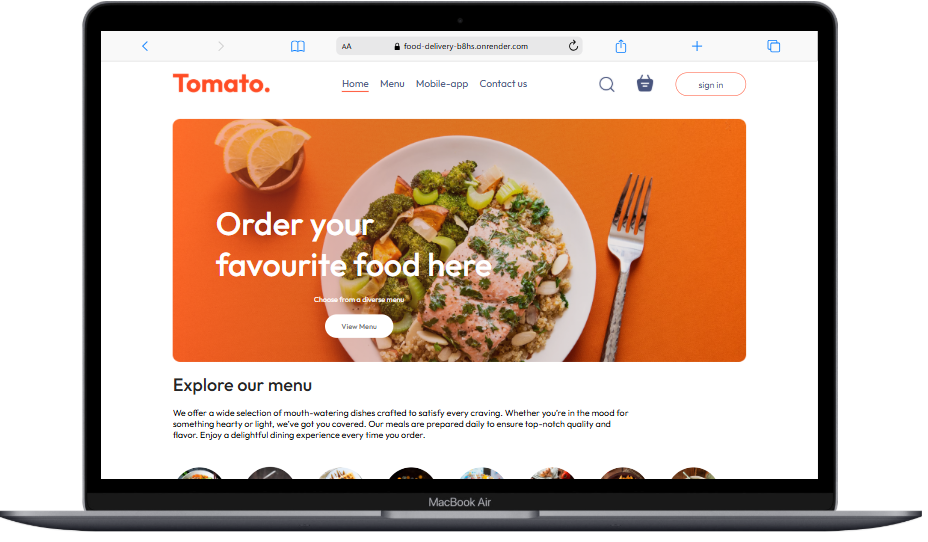 AA food-delivery-b8hs.onrender.com
Tomato. Home Menu Mobile-app Contact us sign in
Order your
favourite food here
Choose from a diverse menu
View Menu
Explore our menu
We offer a wide selection of mouth-watering dishes crafted to satisfy every craving. Whether you're in the mood for
something hearty or light, we've got you covered. Our meals are prepared daily to ensure top-notch quality and
flavor. Enjoy a delightful dining experience every time you order.
MacBook Air